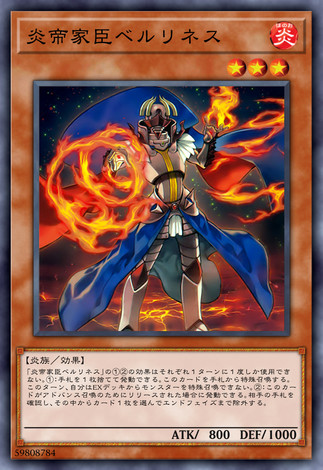 炎帝家臣ベルリネス
炎
【炎族／効果】
「炎帝家臣ベルリネス」の①②の効果はそれぞれ１ターンに１度しか使用でき
ない。①：手札を１枚捨てて発動できる。このカードを手札から特殊召喚する。
このターン、自分はEXデッキからモンスターを特殊召喚できない。②：このカー
ドがアドバンス召喚のためにリリースされた場合に発動できる。相手の手札を
確認し、その中からカード１枚を選んでエンドフェイズまで除外する。
ATK/ 800 DEF/1000
59808784